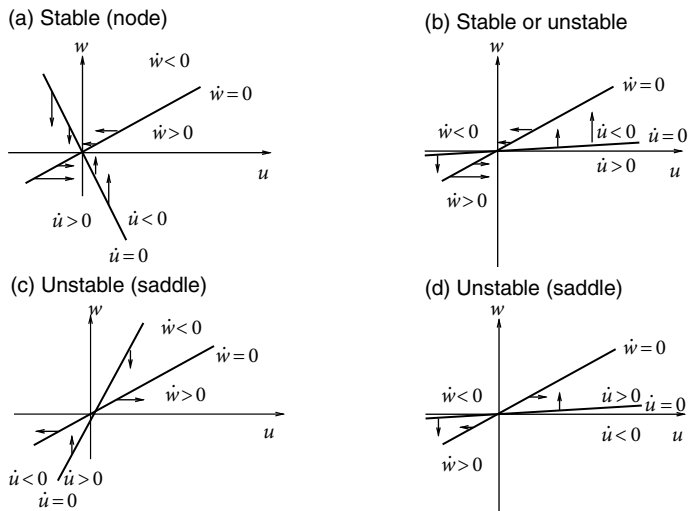 (a) Stable (node)
w
ẇ < 0
ẇ = 0
ẇ > 0
u
u̇ > 0
u̇ < 0
u̇ = 0
(b) Stable or unstable
w
ẇ = 0
ẇ < 0
u̇ < 0
u̇ = 0
u̇ > 0
u
ẇ > 0
(c) Unstable (saddle)
w
ẇ < 0
ẇ = 0
ẇ > 0
u
u̇ < 0
u̇ > 0
u̇ = 0
(d) Unstable (saddle)
w
ẇ = 0
ẇ < 0
u̇ > 0
u̇ = 0
u̇ < 0
u
ẇ > 0